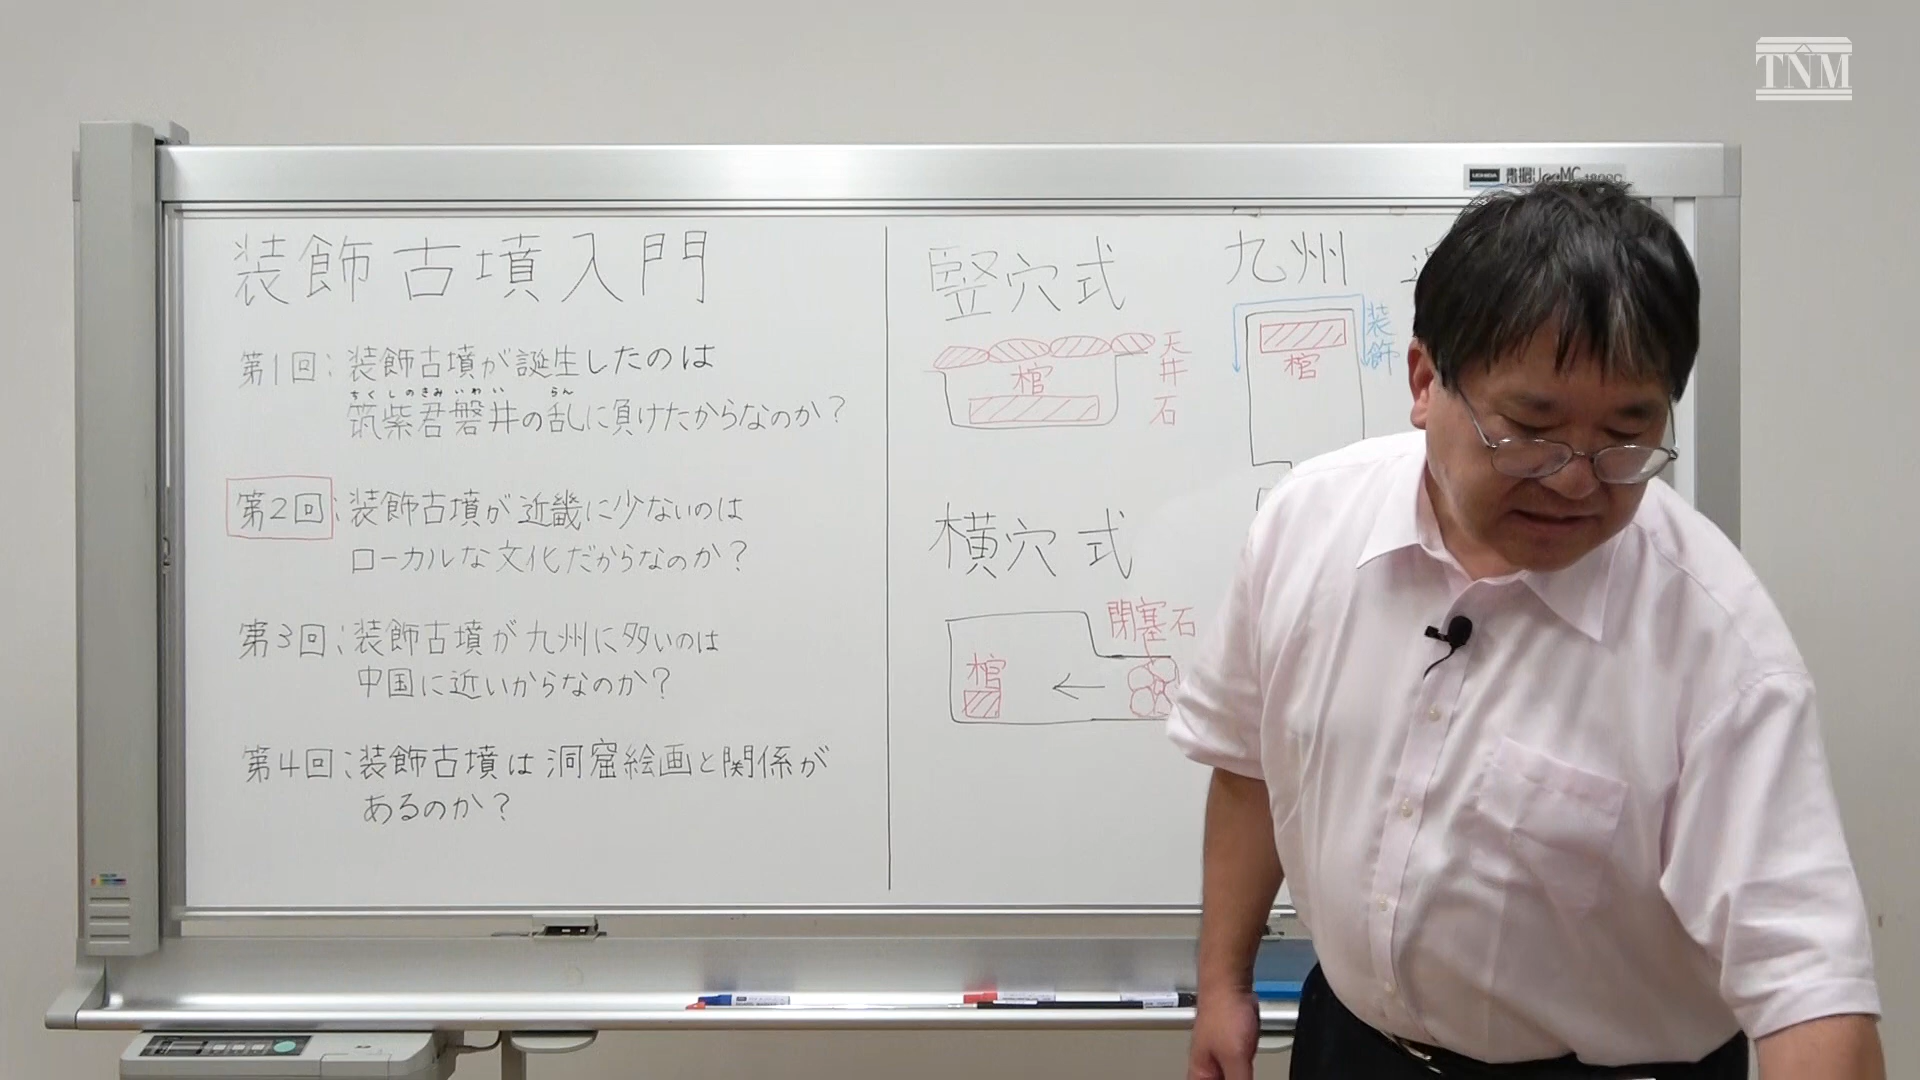 TNM
UCHIDA
装飾古墳入門
第1回:装飾古墳が誕生したのは
ちくしのきみいわい らん
筑紫君磐井の乱に負けたからなのか?
第2回:装飾古墳が近畿に少ないのは
ローカルな文化だからなのか?
第3回:装飾古墳が九州に多いのは
中国に近いからなのか?
第4回:装飾古墳は洞窟絵画と関係が
あるのか?
竪穴式
天井石
棺
横穴式
閉塞石
棺
九州
装飾
棺